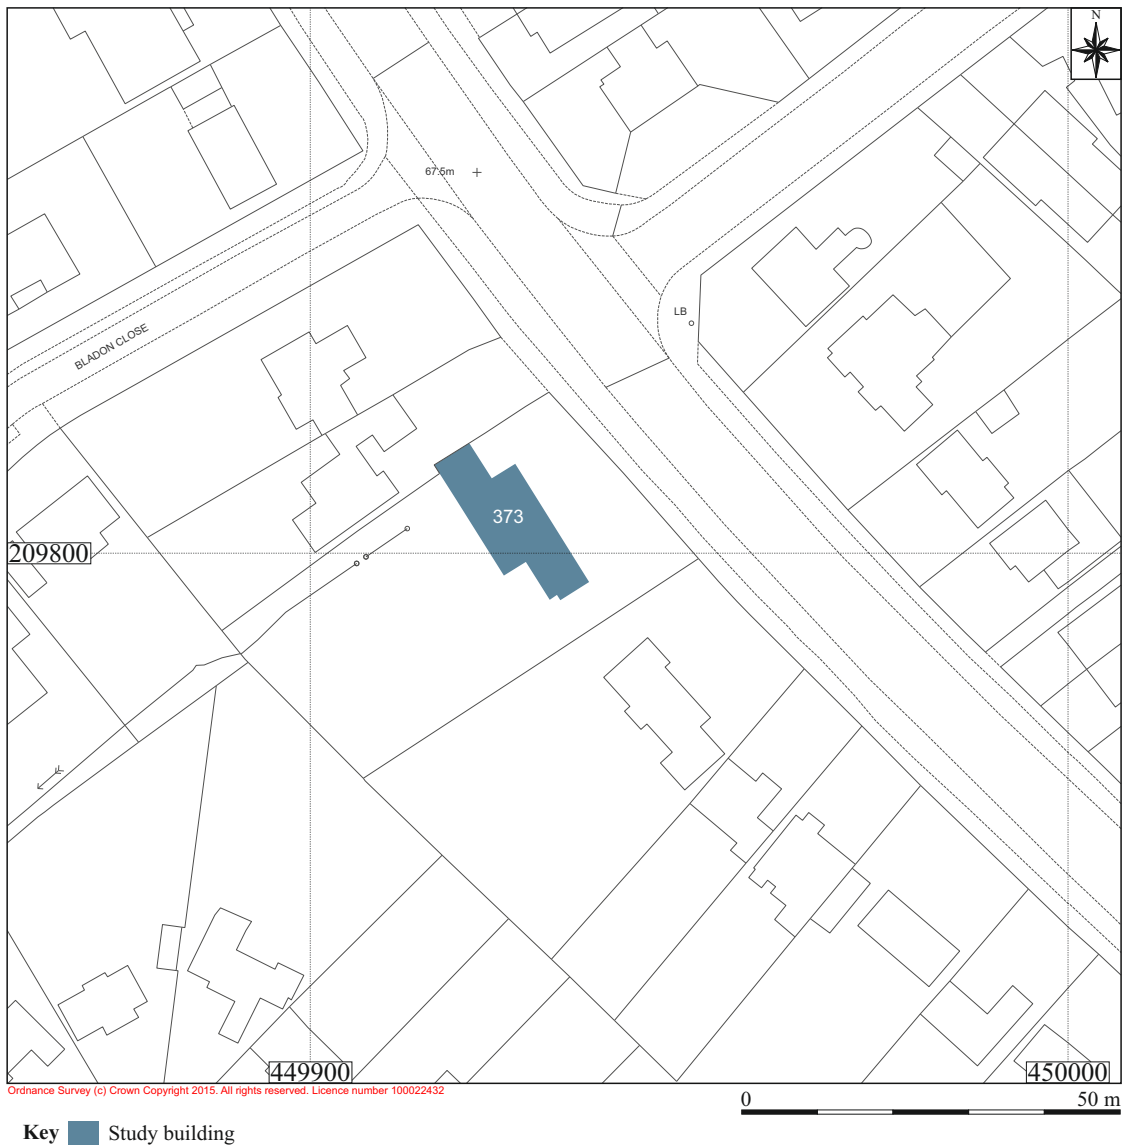 N
67.5m
LB
BLADON CLOSE
373
209800
449900
450000
Ordnance Survey (c) Crown Copyright 2015. All rights reserved. Licence number 100022432
0 50 m
Key Study building